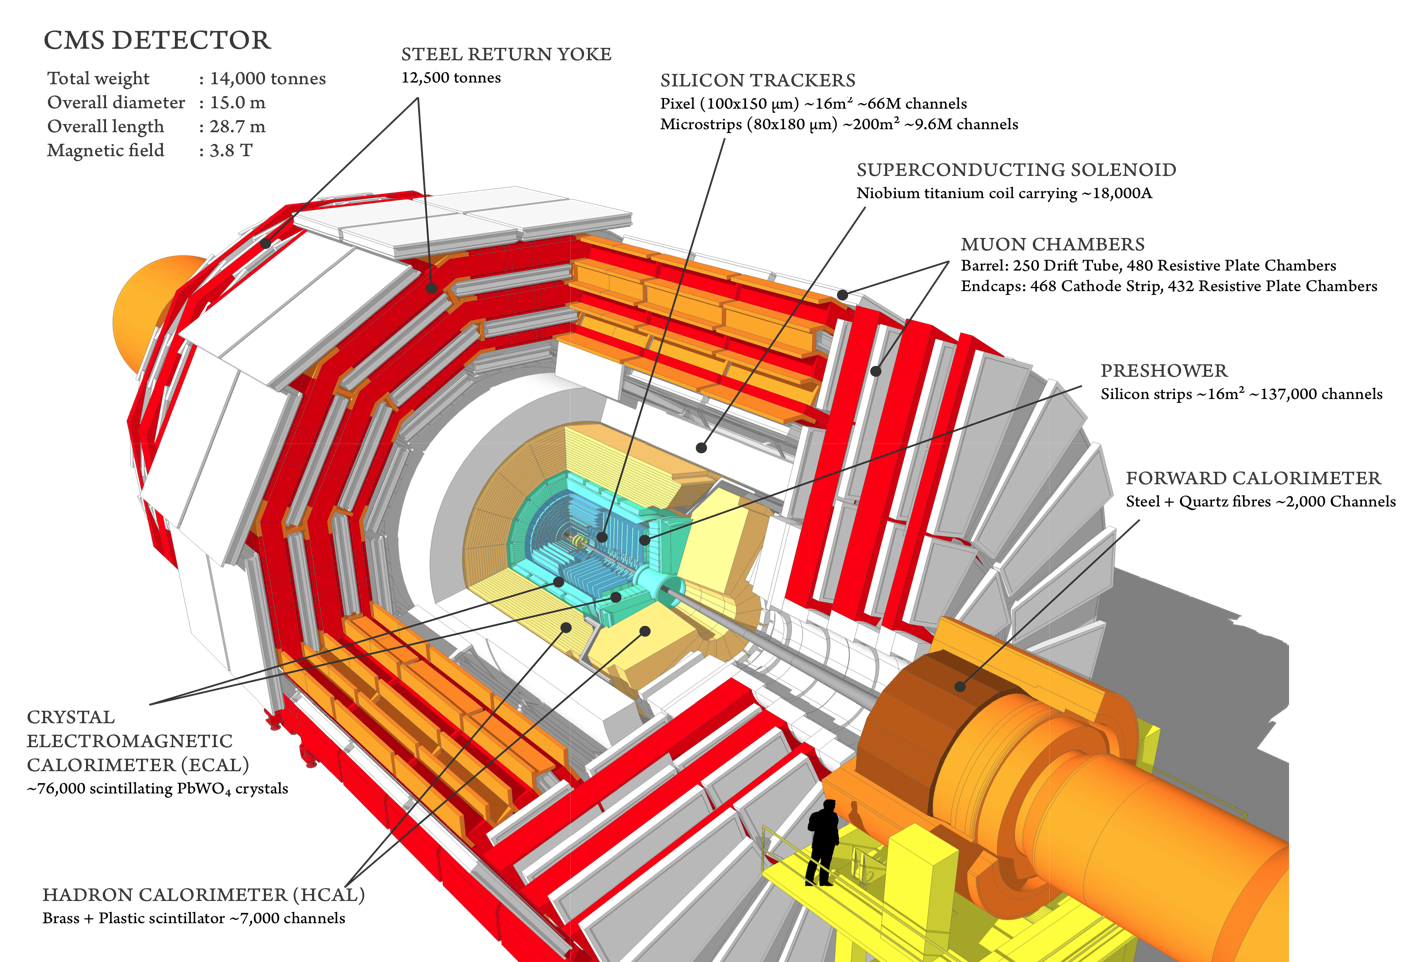 CMS DETECTOR
Total weight : 14,000 tonnes
Overall diameter : 15.0 m
Overall length : 28.7 m
Magnetic field : 3.8 T
STEEL RETURN YOKE
12,500 tonnes
SILICON TRACKERS
Pixel (100x150 μm) ~16m² ~66M channels
Microstrips (80x180 μm) ~200m² ~9.6M channels
SUPERCONDUCTING SOLENOID
Niobium titanium coil carrying ~18,000A
MUON CHAMBERS
Barrel: 250 Drift Tube, 480 Resistive Plate Chambers
Endcaps: 468 Cathode Strip, 432 Resistive Plate Chambers
PRESHOWER
Silicon strips ~16m² ~137,000 channels
FORWARD CALORIMETER
Steel + Quartz fibres ~2,000 Channels
CRYSTAL
ELECTROMAGNETIC
CALORIMETER (ECAL)
~76,000 scintillating PbWO₄ crystals
HADRON CALORIMETER (HCAL)
Brass + Plastic scintillator ~7,000 channels